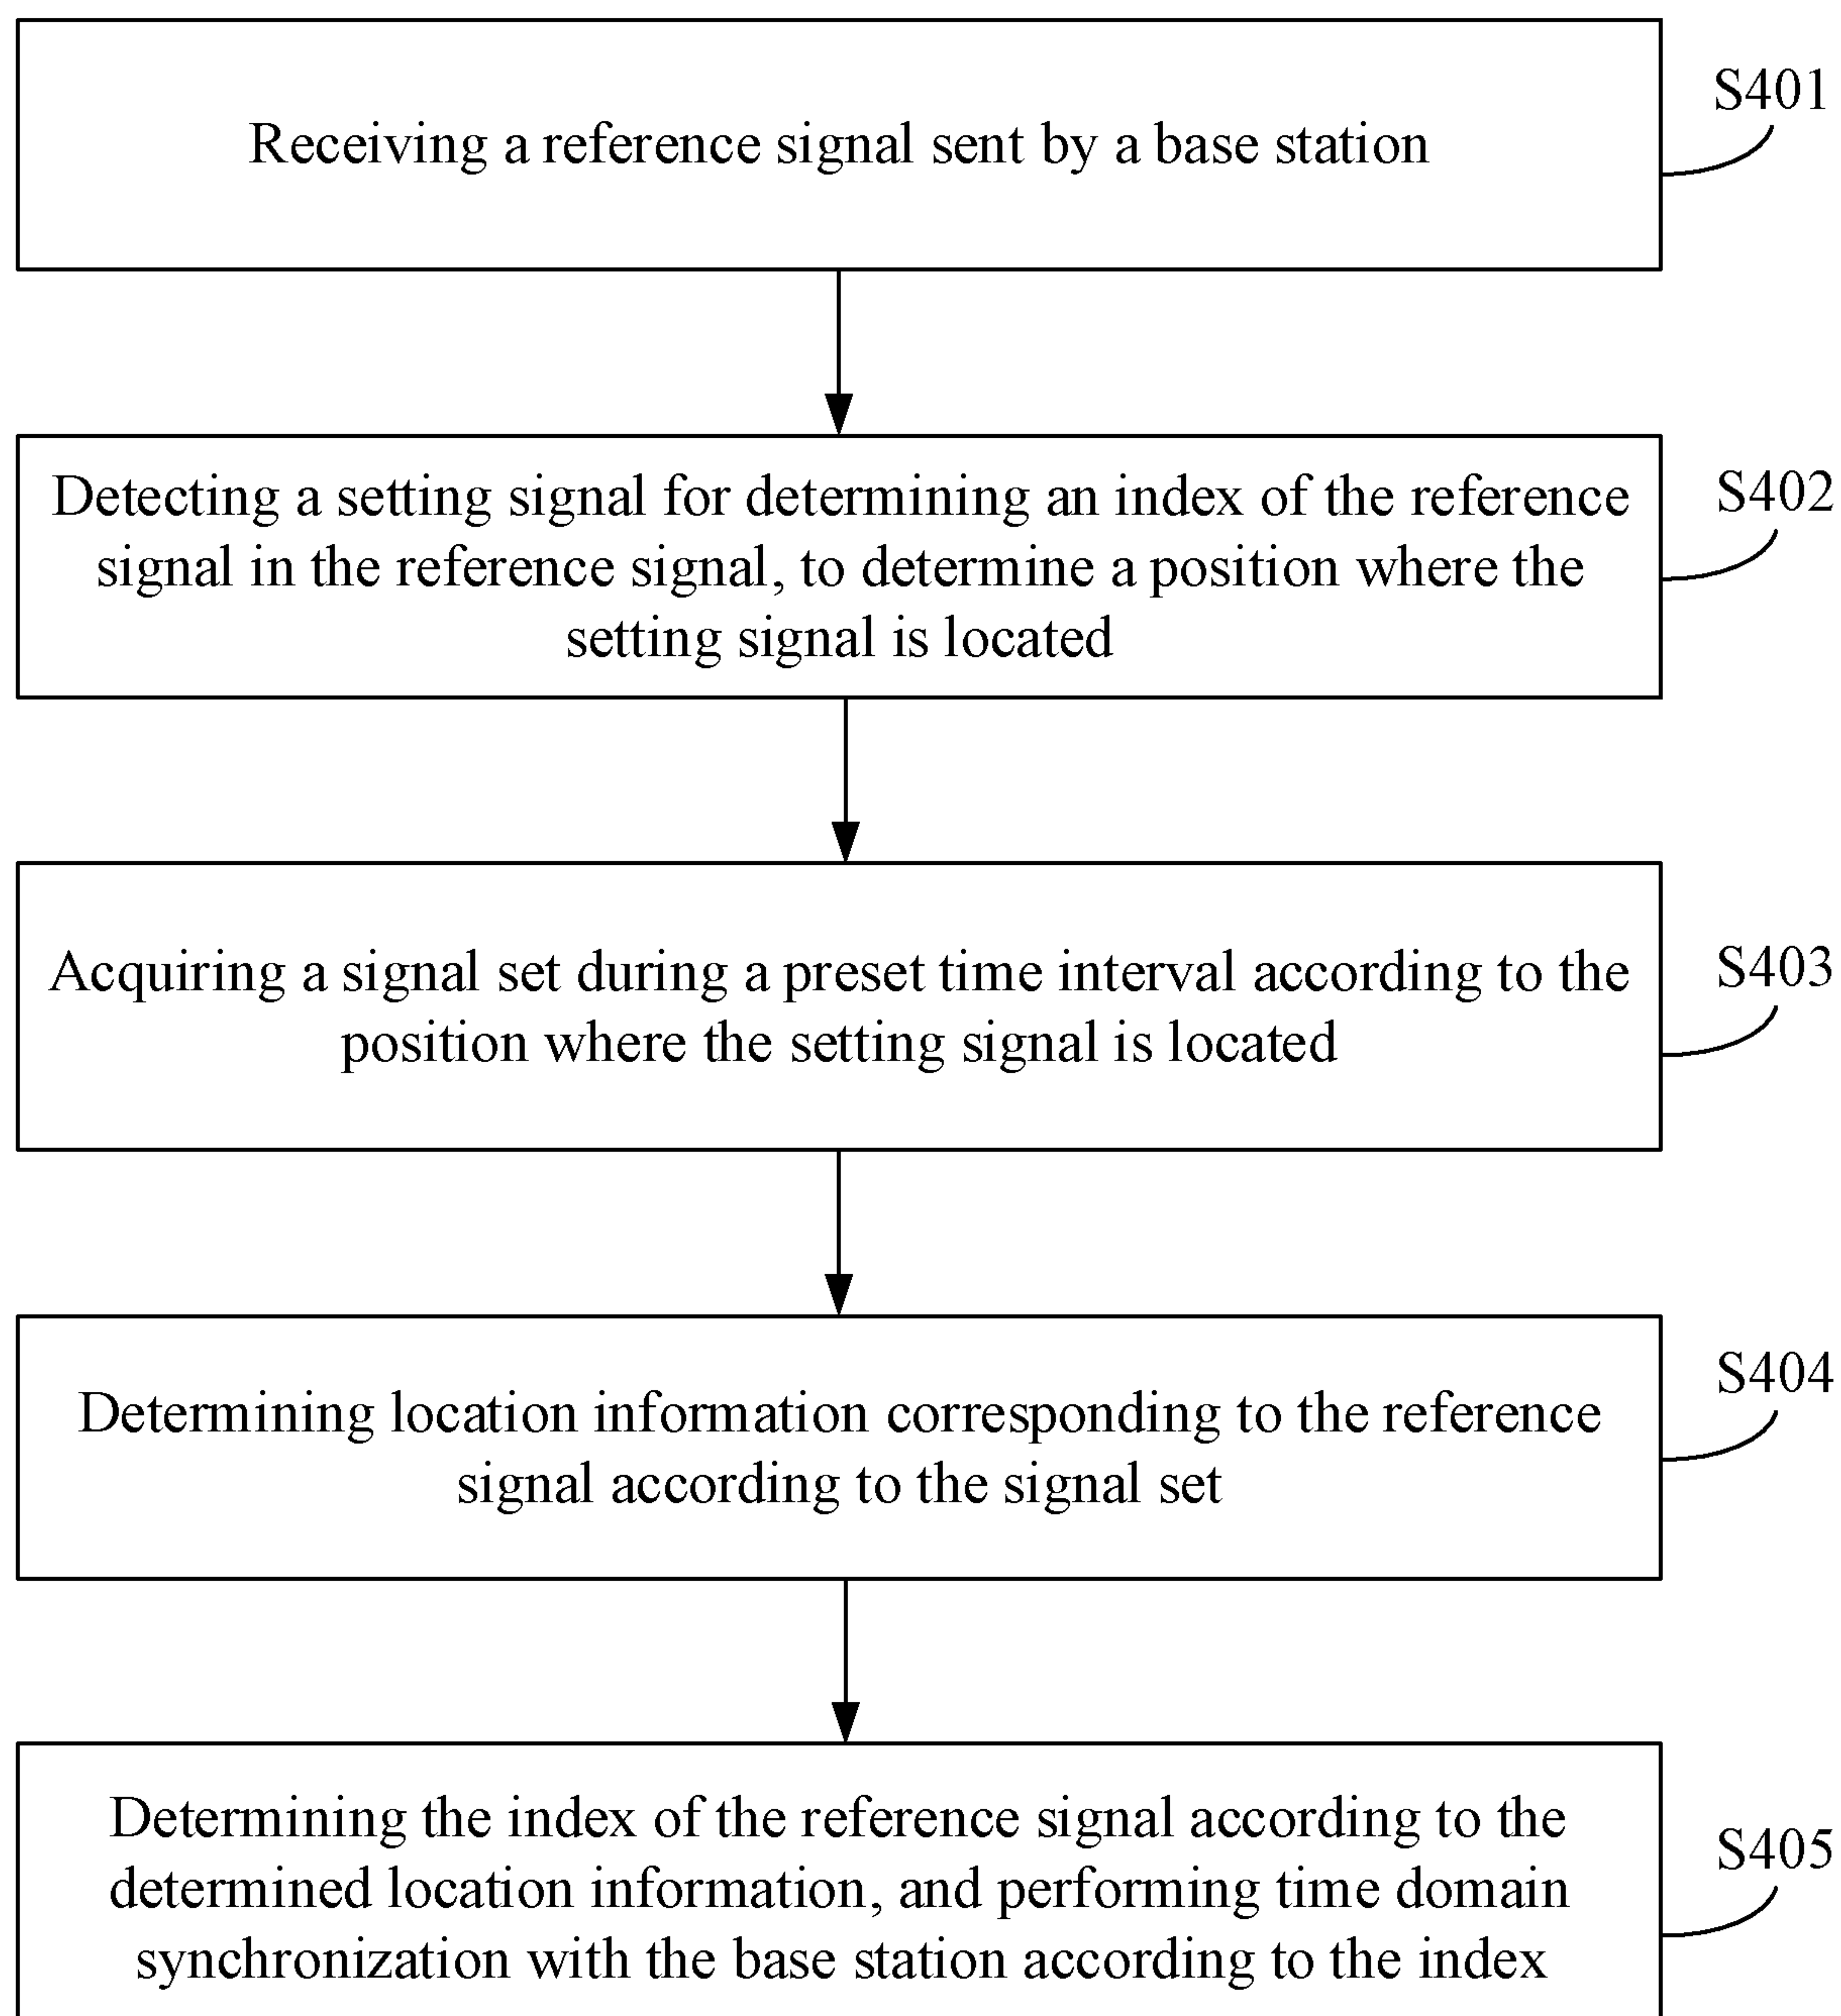 Receiving a reference signal sent by a base station
S401
Detecting a setting signal for determining an index of the reference
signal in the reference signal, to determine a position where the
setting signal is located
S402
Acquiring a signal set during a preset time interval according to the
position where the setting signal is located
S403
Determining location information corresponding to the reference
signal according to the signal set
S404
Determining the index of the reference signal according to the
determined location information, and performing time domain
synchronization with the base station according to the index
S405